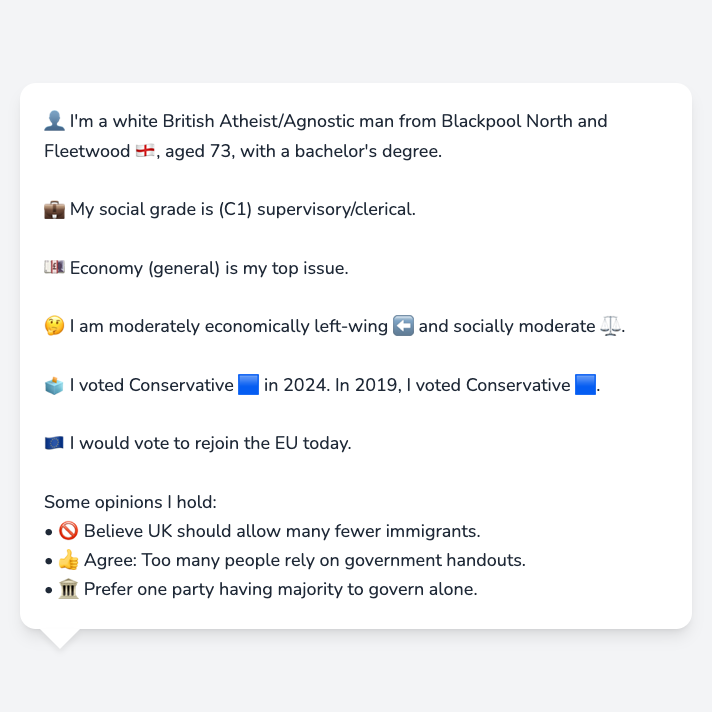 👤 I'm a white British Atheist/Agnostic man from Blackpool North and
Fleetwood 🏴󠁧󠁢󠁥󠁮󠁧󠁿, aged 73, with a bachelor's degree.
💼 My social grade is (C1) supervisory/clerical.
💷 Economy (general) is my top issue.
🤔 I am moderately economically left-wing ⬅️ and socially moderate ⚖️.
🗳️ I voted Conservative 🟦 in 2024. In 2019, I voted Conservative 🟦.
🇪🇺 I would vote to rejoin the EU today.
Some opinions I hold:
• 🚫 Believe UK should allow many fewer immigrants.
• 👍 Agree: Too many people rely on government handouts.
• 🏛️ Prefer one party having majority to govern alone.